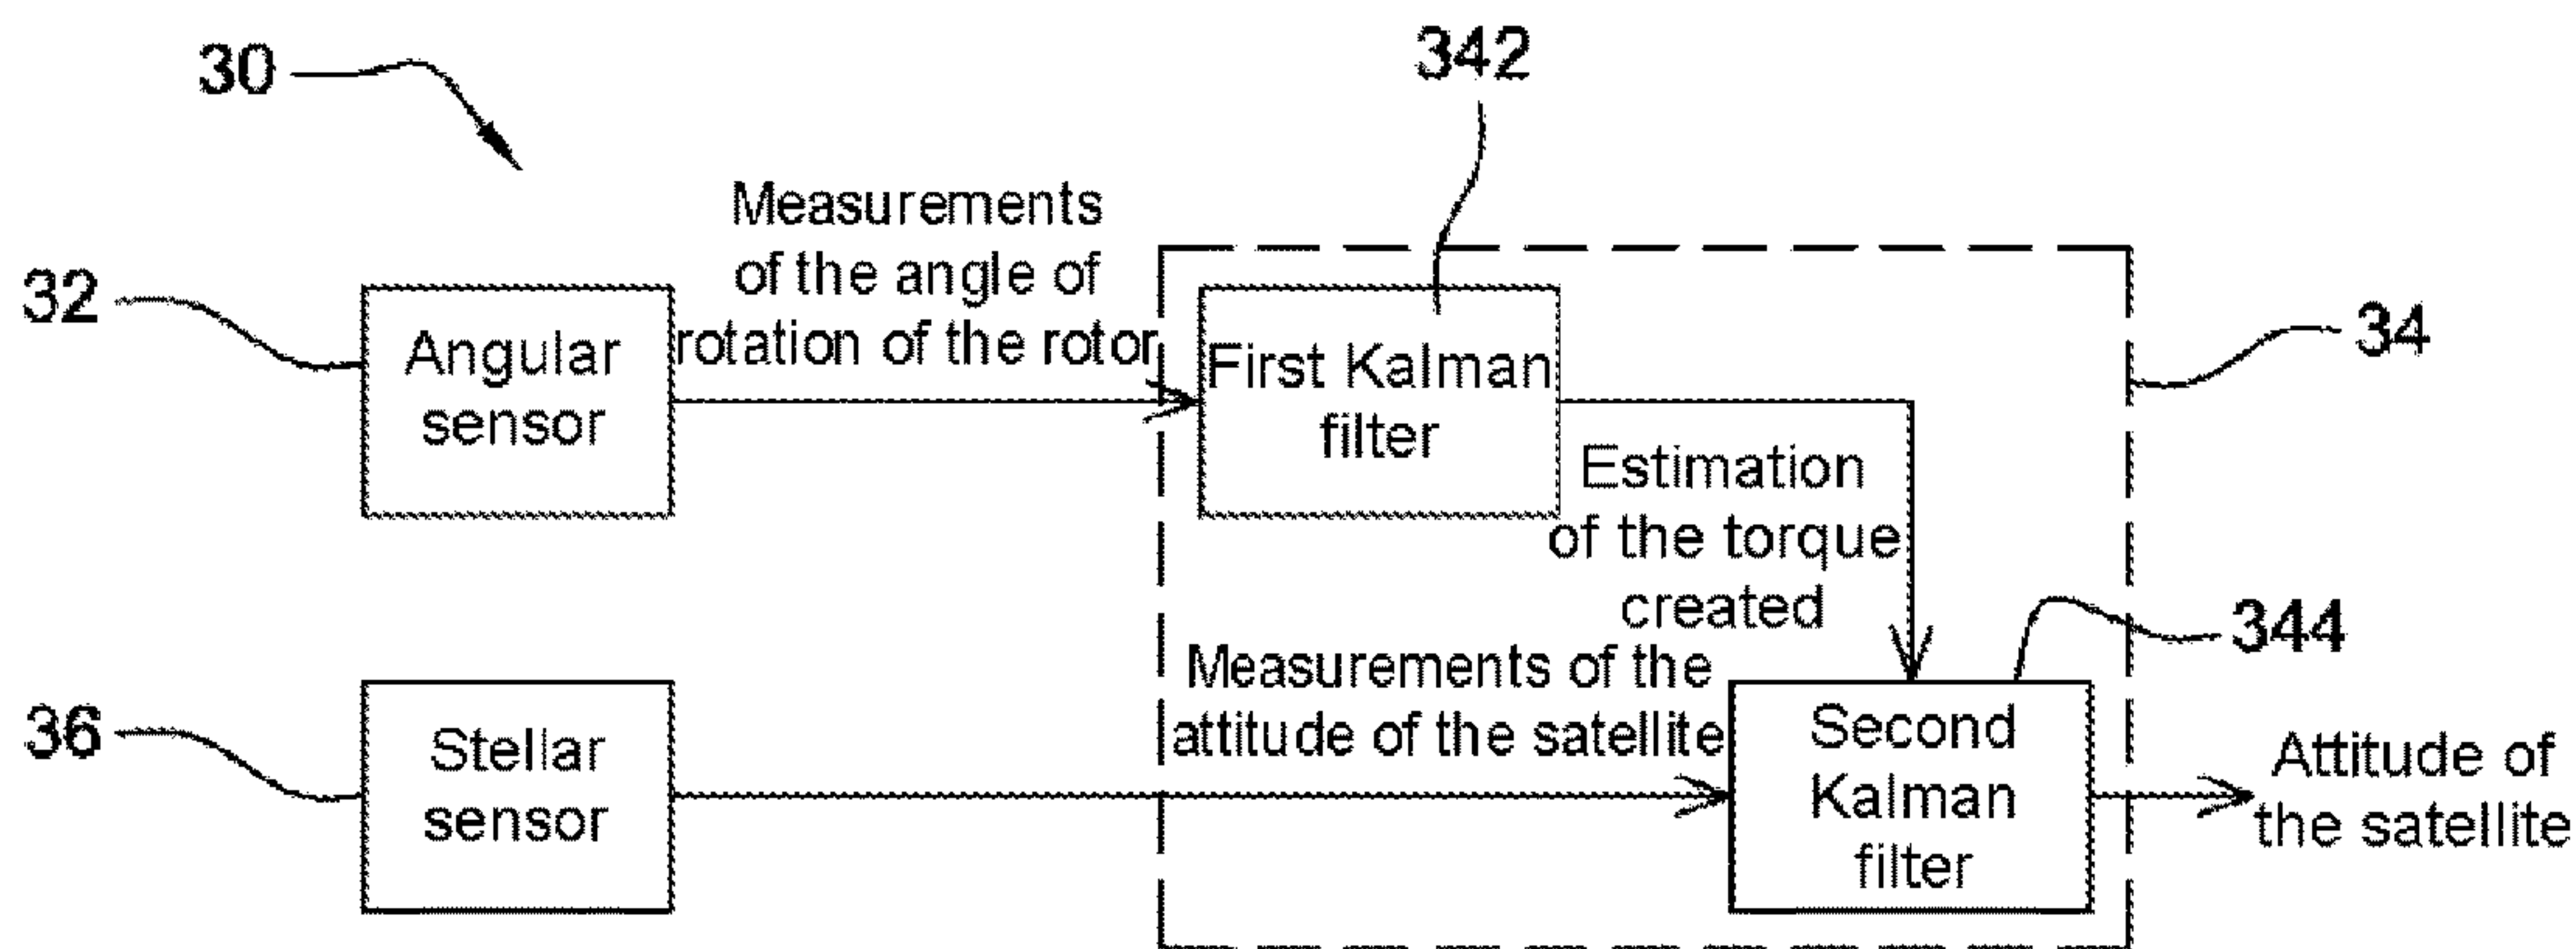 342
30
Measurements
of the angle of
rotation of the rotor
32
Angular
sensor
First Kalman
filter
34
Estimation
of the torque
created
344
Measurements of the
attitude of the satellite
36
Stellar
sensor
Second
Kalman
filter
Attitude of
the satellite